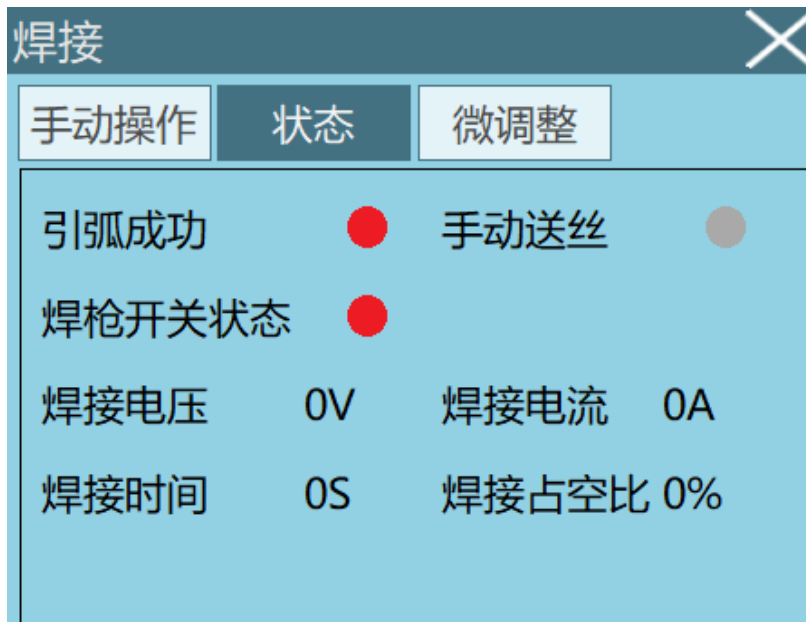 焊接
手动操作 状态 微调整
引弧成功 手动送丝
焊枪开关状态
焊接电压 0V 焊接电流 0A
焊接时间 0S 焊接占空比 0%